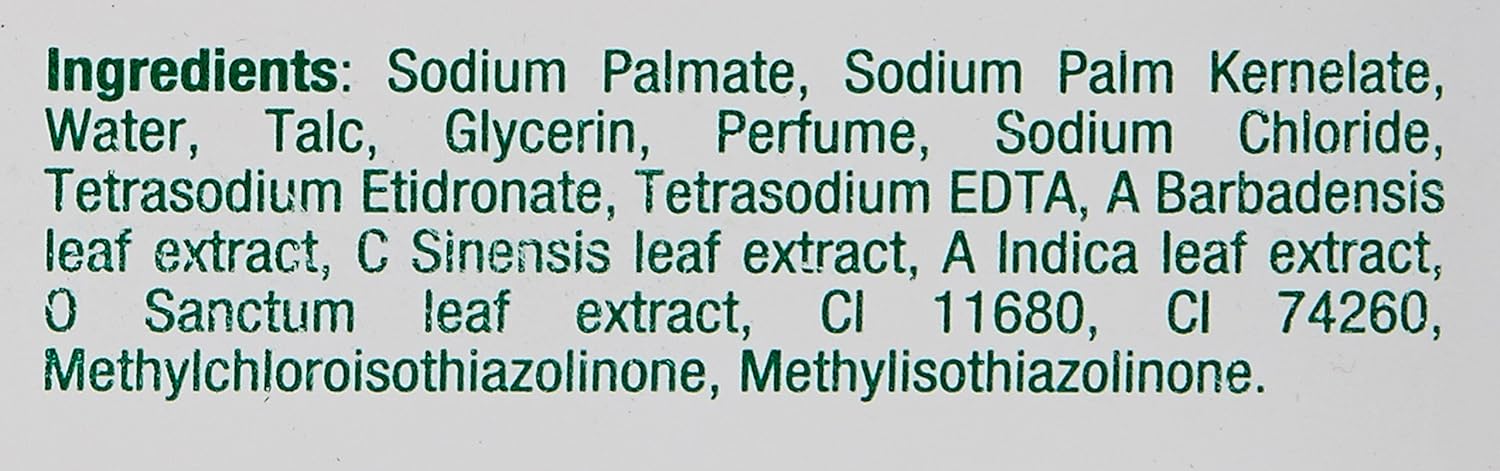 Ingredients: Sodium Palmate, Sodium Palm Kernelate,
Water, Talc, Glycerin, Perfume, Sodium Chloride,
Tetrasodium Etidronate, Tetrasodium EDTA, A Barbadensis
leaf extract, C Sinensis leaf extract, A Indica leaf extract,
O Sanctum leaf extract, CI 11680, CI 74260,
Methylchloroisothiazolinone, Methylisothiazolinone.